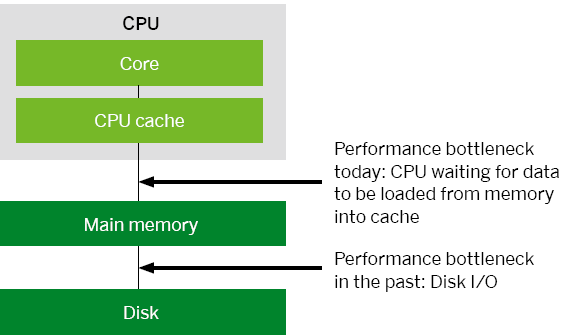 CPU
Core
CPU cache
Performance bottleneck
today: CPU waiting for data
to be loaded from memory
into cache
Main memory
Performance bottleneck
in the past: Disk I/O
Disk